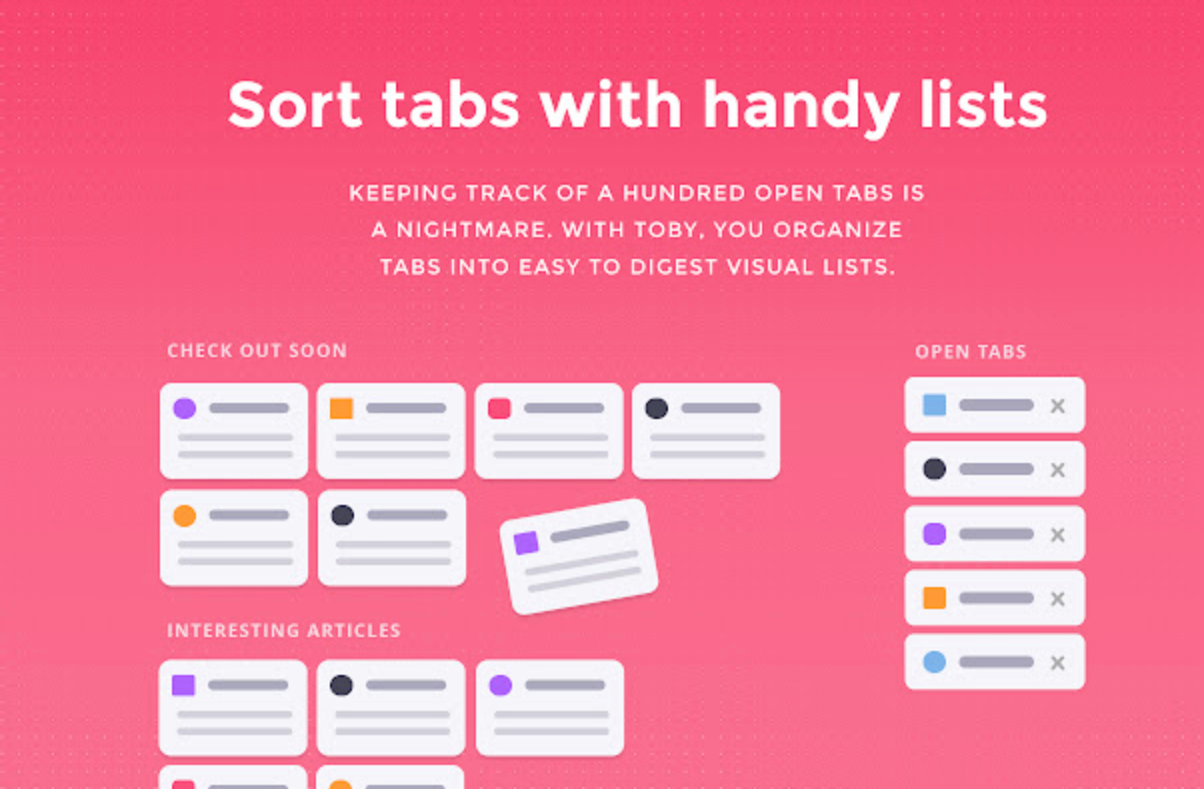 Sort tabs with handy lists
KEEPING TRACK OF A HUNDRED OPEN TABS IS
A NIGHTMARE. WITH TOBY, YOU ORGANIZE
TABS INTO EASY TO DIGEST VISUAL LISTS.
CHECK OUT SOON
OPEN TABS
INTERESTING ARTICLES